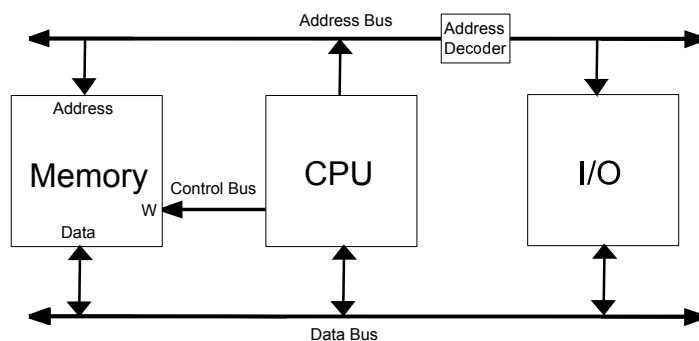 Address Bus
Address
Decoder
Address
Memory
CPU
I/O
Control Bus
W
Data
Data Bus